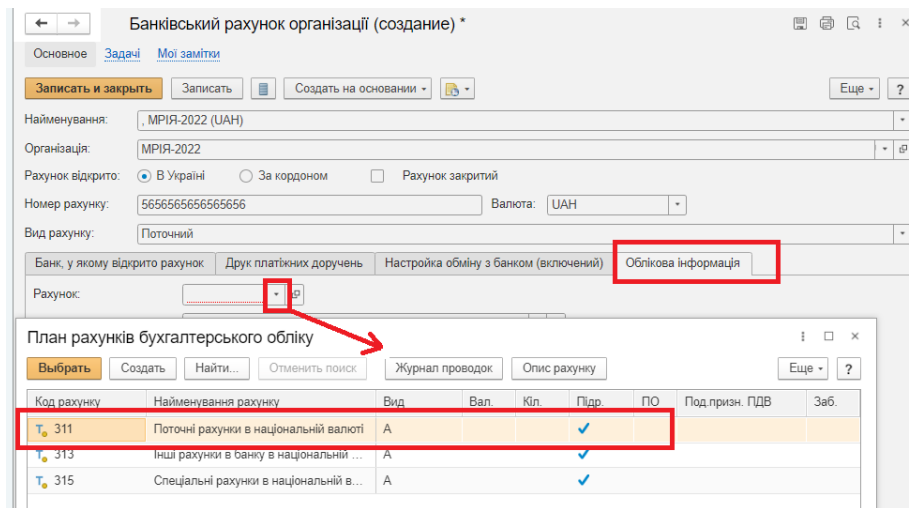 Банківський рахунок організації (создание) *
Основное Задачі Мої замітки
Записать и закрыть Записать Создать на основании Еще ?
Найменування: , МРІЯ-2022 (UAH)
Організація: МРІЯ-2022
Рахунок відкрито: В Україні За кордоном Рахунок закритий
Номер рахунку: 5656565656565656 Валюта: UAH
Вид рахунку: Поточний
Банк, у якому відкрито рахунок Друк платіжних доручень Настройка обміну з банком (включений) Облікова інформація
Рахунок:
План рахунків бухгалтерського обліку
Выбрать Создать Найти... Отменить поиск Журнал проводок Опис рахунку Еще ?
Код рахунку Найменування рахунку Вид Вал. Кіл. Підр. ПО Под.призн. ПДВ Заб.
311 Поточні рахунки в національній валюті А
313 Інші рахунки в банку в національній ... А
315 Спеціальні рахунки в національній в... А